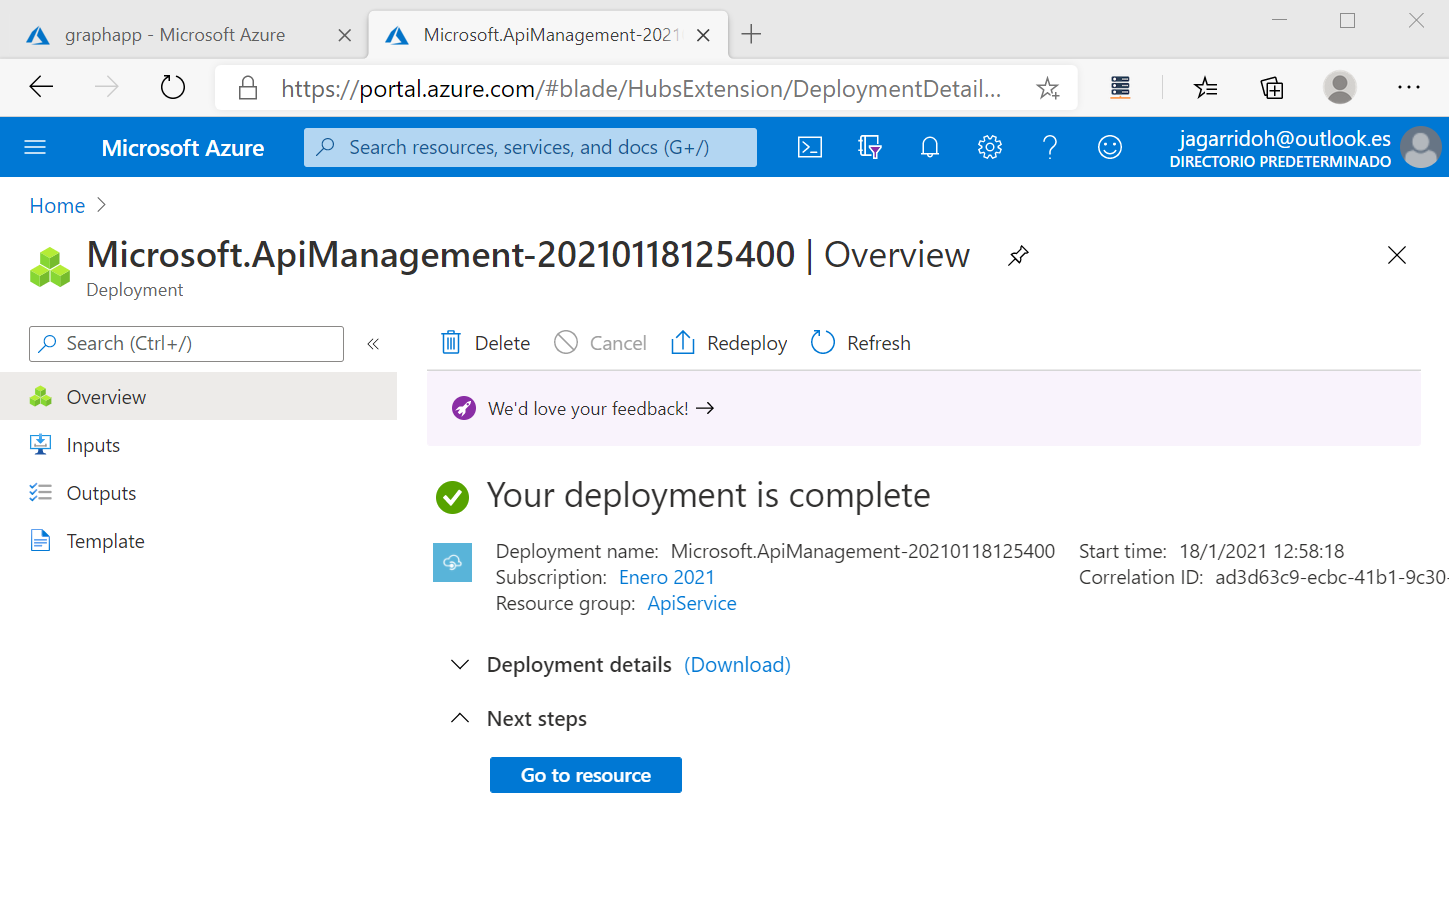 graphapp - Microsoft Azure
Microsoft.ApiManagement-2021
https://portal.azure.com/#blade/HubsExtension/DeploymentDetail...
Microsoft Azure
Search resources, services, and docs (G+/)
jagarridoh@outlook.es
DIRECTORIO PREDETERMINADO
Home
Microsoft.ApiManagement-20210118125400 | Overview
Deployment
Search (Ctrl+/)
«
Delete
Cancel
Redeploy
Refresh
Overview
Inputs
Outputs
Template
We'd love your feedback! →
Your deployment is complete
Deployment name: Microsoft.ApiManagement-20210118125400
Subscription: Enero 2021
Resource group: ApiService
Start time: 18/1/2021 12:58:18
Correlation ID: ad3d63c9-ecbc-41b1-9c30-
Deployment details (Download)
Next steps
Go to resource